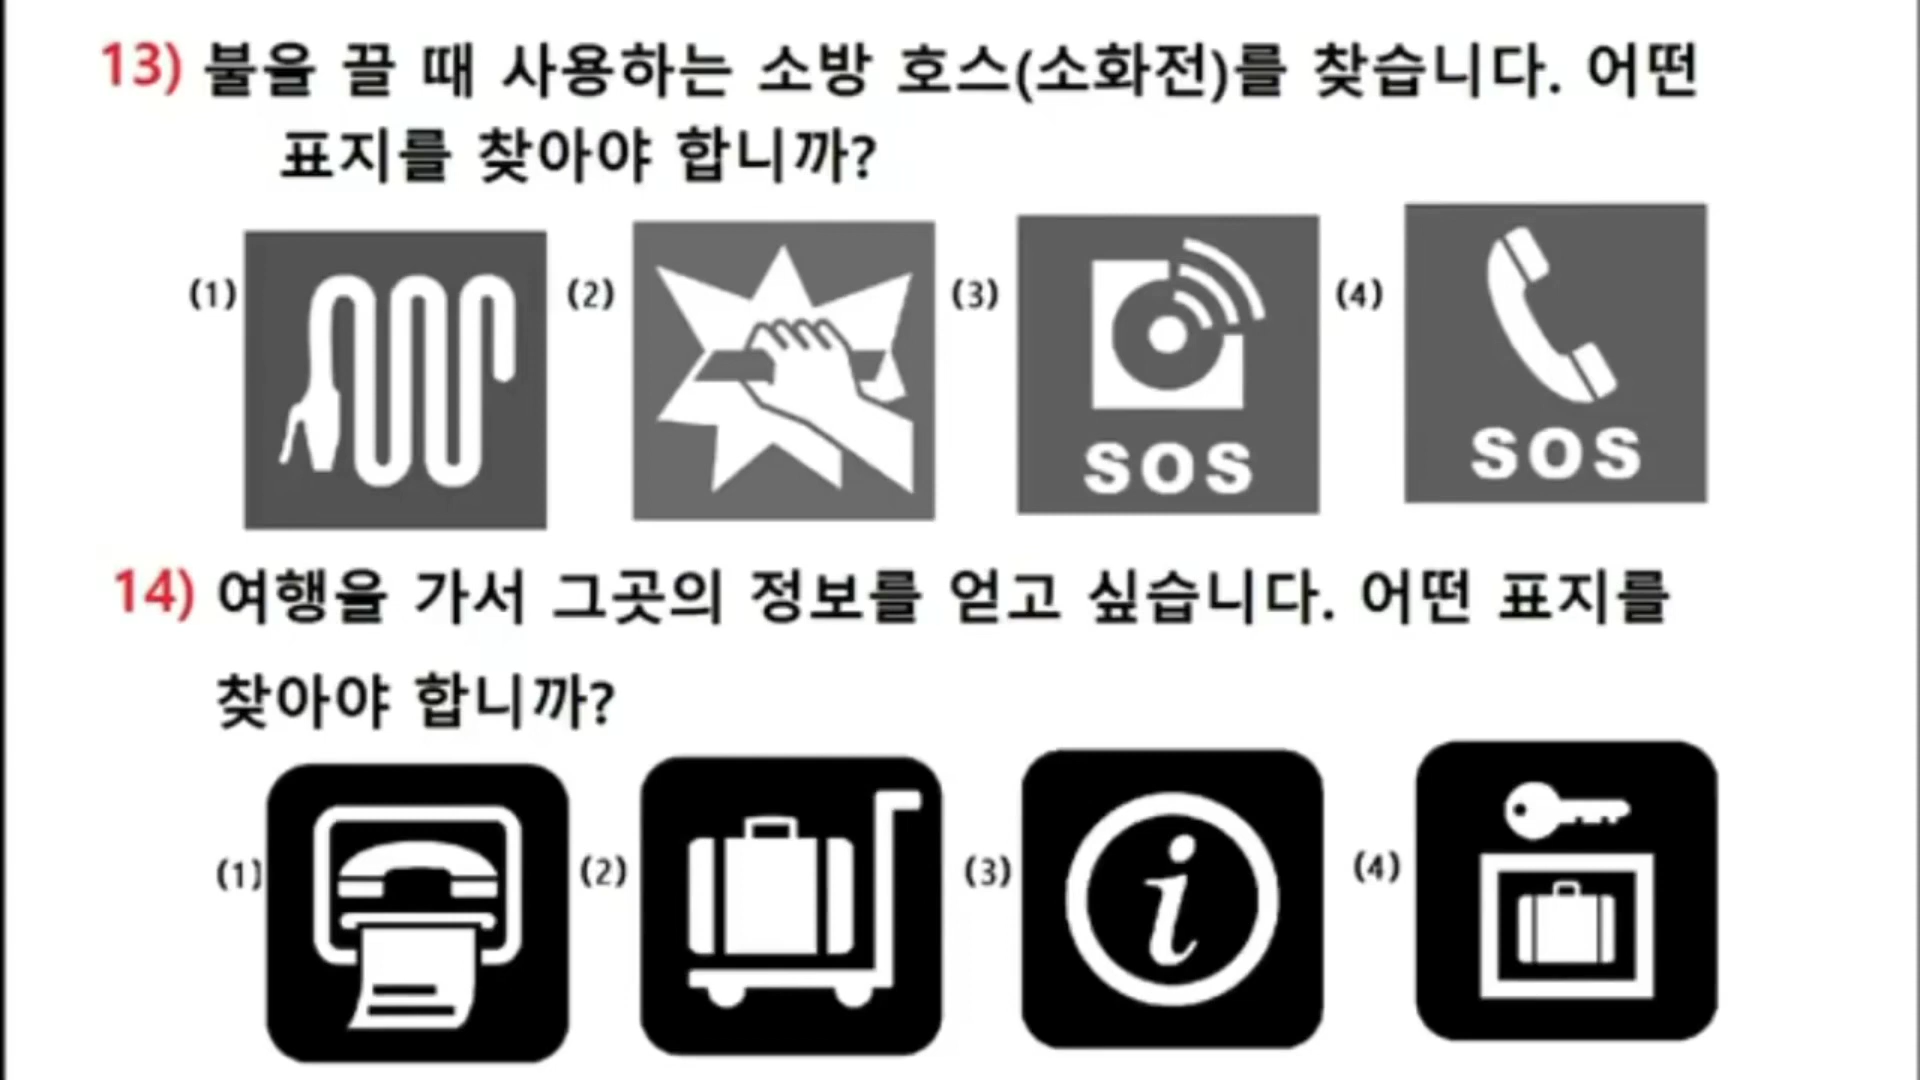 13) 불을 끌 때 사용하는 소방 호스(소화전)를 찾습니다. 어떤
표지를 찾아야 합니까?
(1) (2) (3) (4)
SOS SOS
14) 여행을 가서 그곳의 정보를 얻고 싶습니다. 어떤 표지를
찾아야 합니까?
(1) (2) (3) (4)
i